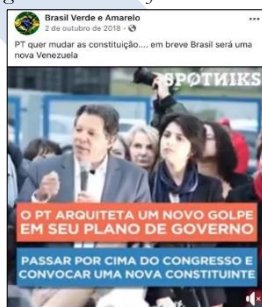 Brasil Verde e Amarelo
2 de outubro de 2018 ·
PT quer mudar as constituição.... em breve Brasil será uma
nova Venezuela
SPOTNIKS
O PT ARQUITETA UM NOVO GOLPE
EM SEU PLANO DE GOVERNO
PASSAR POR CIMA DO CONGRESSO E
CONVOCAR UMA NOVA CONSTITUINTE